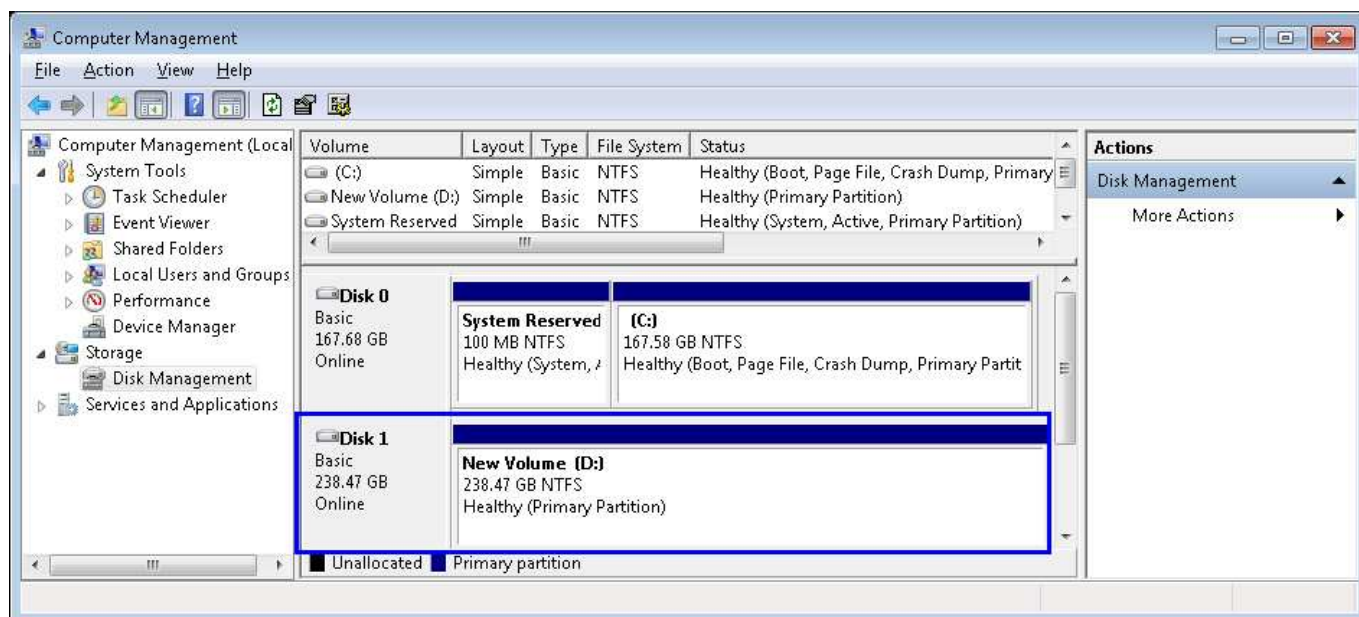 Computer Management
File Action View Help
Computer Management (Local
System Tools
Task Scheduler
Event Viewer
Shared Folders
Local Users and Groups
Performance
Device Manager
Storage
Disk Management
Services and Applications
Volume Layout Type File System Status
(C:) Simple Basic NTFS Healthy (Boot, Page File, Crash Dump, Primary
New Volume (D:) Simple Basic NTFS Healthy (Primary Partition)
System Reserved Simple Basic NTFS Healthy (System, Active, Primary Partition)
Disk 0
Basic
167.68 GB
Online
System Reserved
100 MB NTFS
Healthy (System, A
(C:)
167.58 GB NTFS
Healthy (Boot, Page File, Crash Dump, Primary Partit
Disk 1
Basic
238.47 GB
Online
New Volume (D:)
238.47 GB NTFS
Healthy (Primary Partition)
Unallocated Primary partition
Actions
Disk Management
More Actions